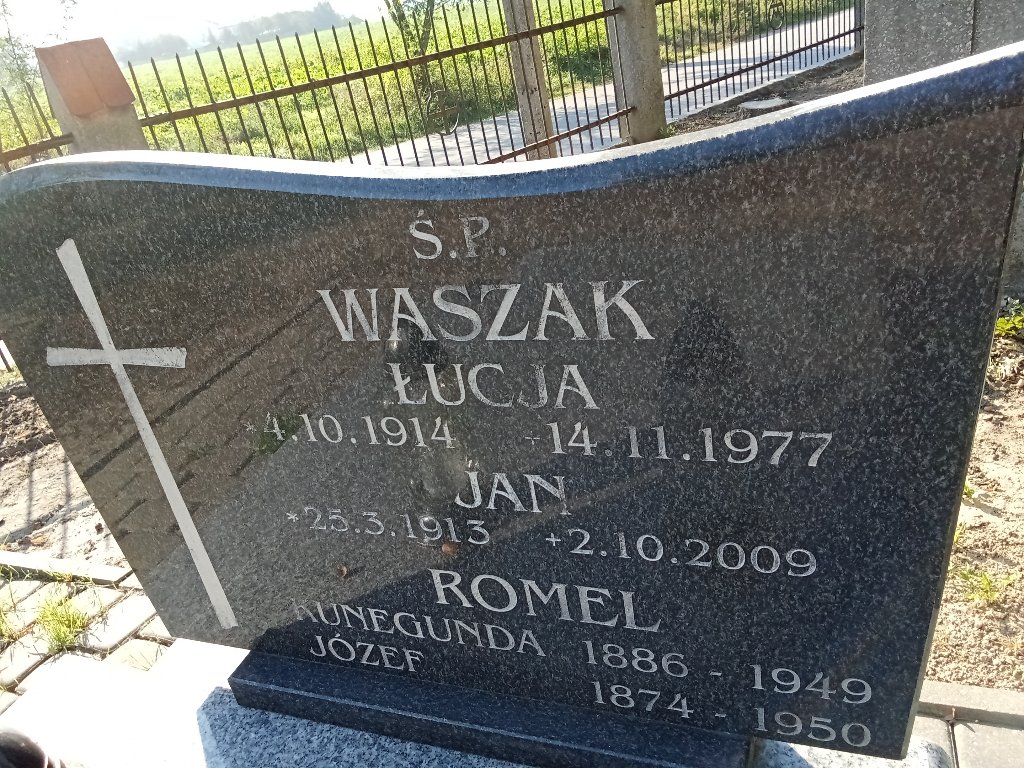 Ś.P.
WASZAK
ŁUCJA
*4.10.1914 +14.11.1977
JAN
*25.3.1913 +2.10.2009
ROMEL
KUNEGUNDA 1886 - 1949
JÓZEF 1874 - 1950